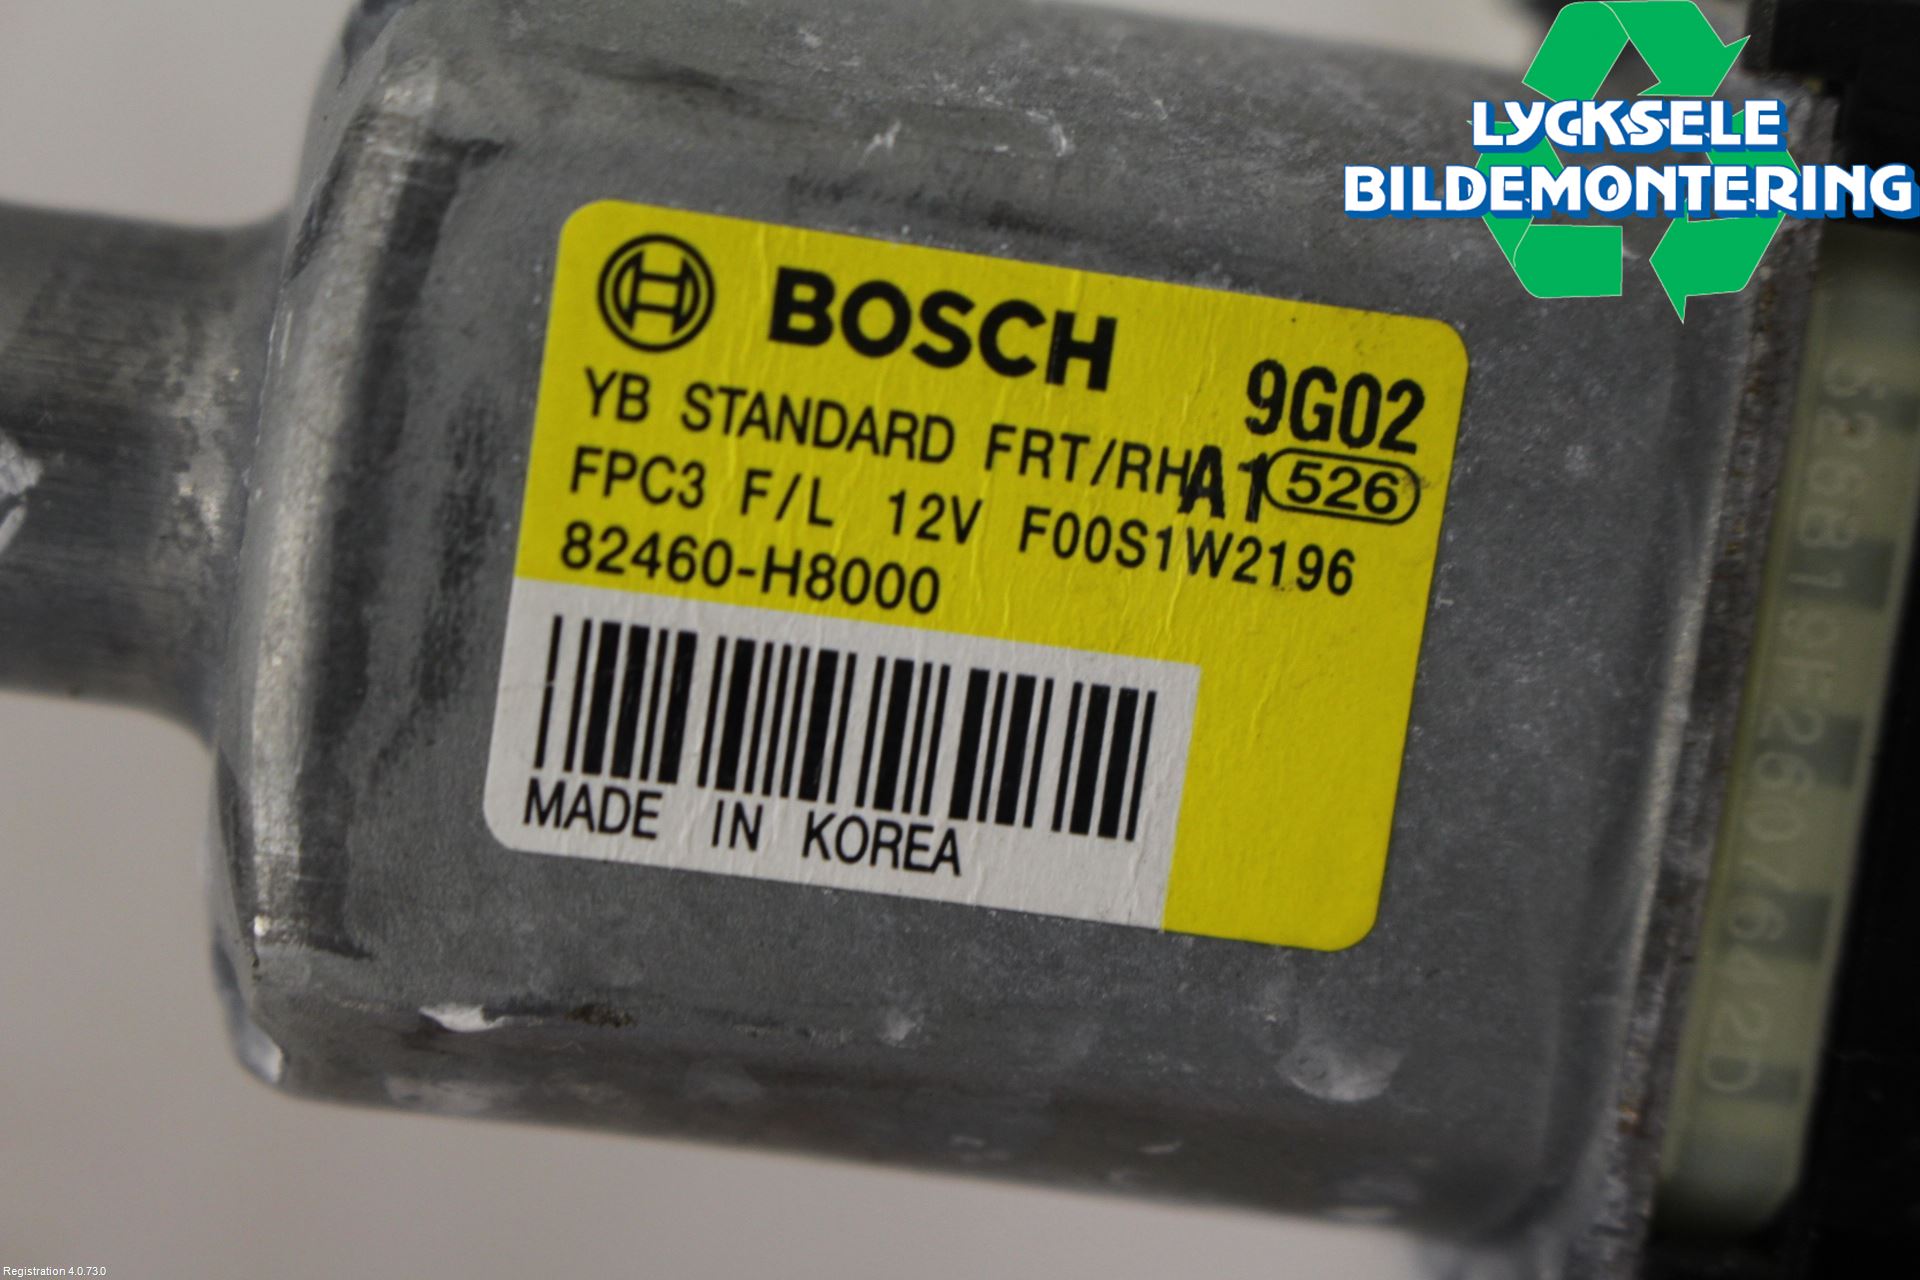 LYCKSELE
BILDEMONTERING
BOSCH
9G02
YB STANDARD FRT/RH A1 526
FPC3 F/L 12V F00S1W2196
82460-H8000
MADE IN KOREA
Registration 4.0.73.0